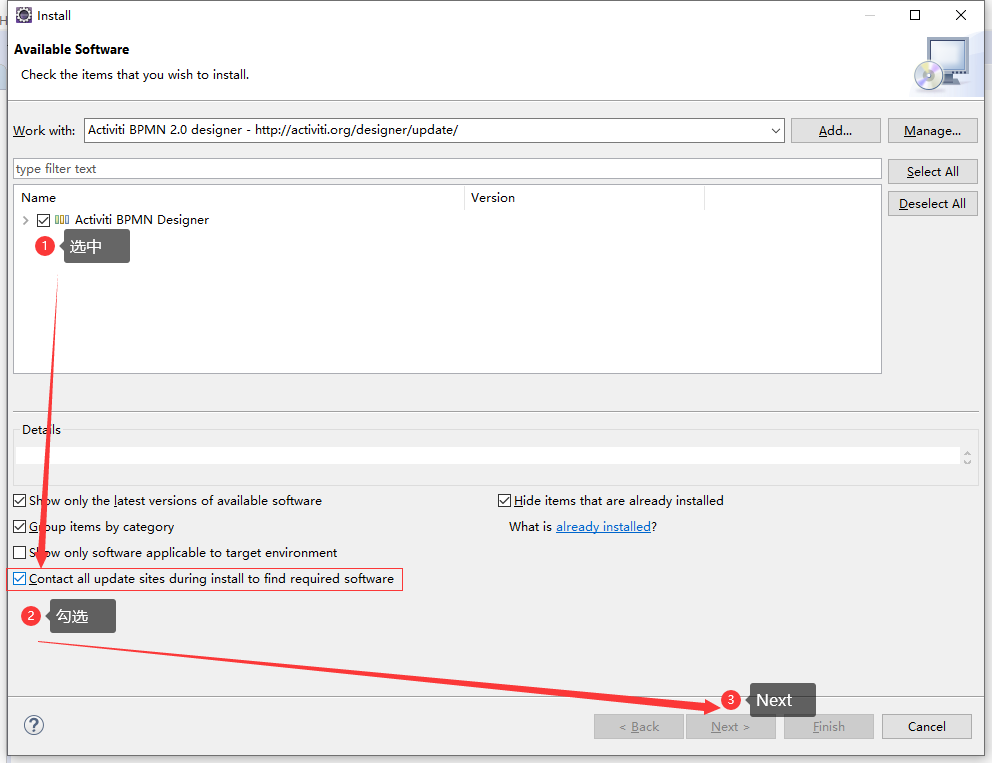 Install
Available Software
Check the items that you wish to install.
Work with: Activiti BPMN 2.0 designer - http://activiti.org/designer/update/ Add... Manage...
type filter text Select All
Name Version Deselect All
Activiti BPMN Designer
1 选中
Details
Show only the latest versions of available software Hide items that are already installed
Group items by category What is already installed?
Show only software applicable to target environment
Contact all update sites during install to find required software
2 勾选
3 Next
? < Back Next > Finish Cancel